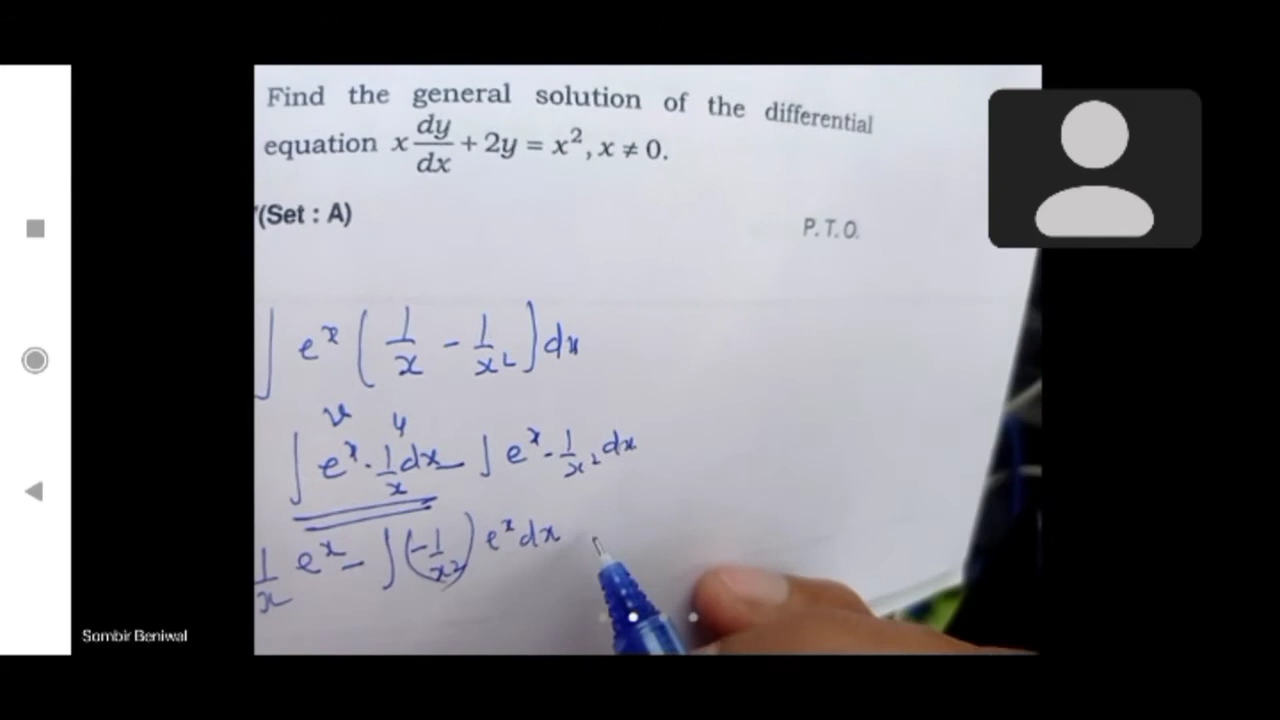 Find the general solution of the differential
equation x dy/dx + 2y = x², x ≠ 0.
(Set : A)
P.T.O.
∫ eˣ (1/x - 1/x²) dx
v u
∫ eˣ · 1/x dx - ∫ eˣ · 1/x² dx
1/x eˣ - ∫ (-1/x²) eˣ dx
Sombir Beniwal